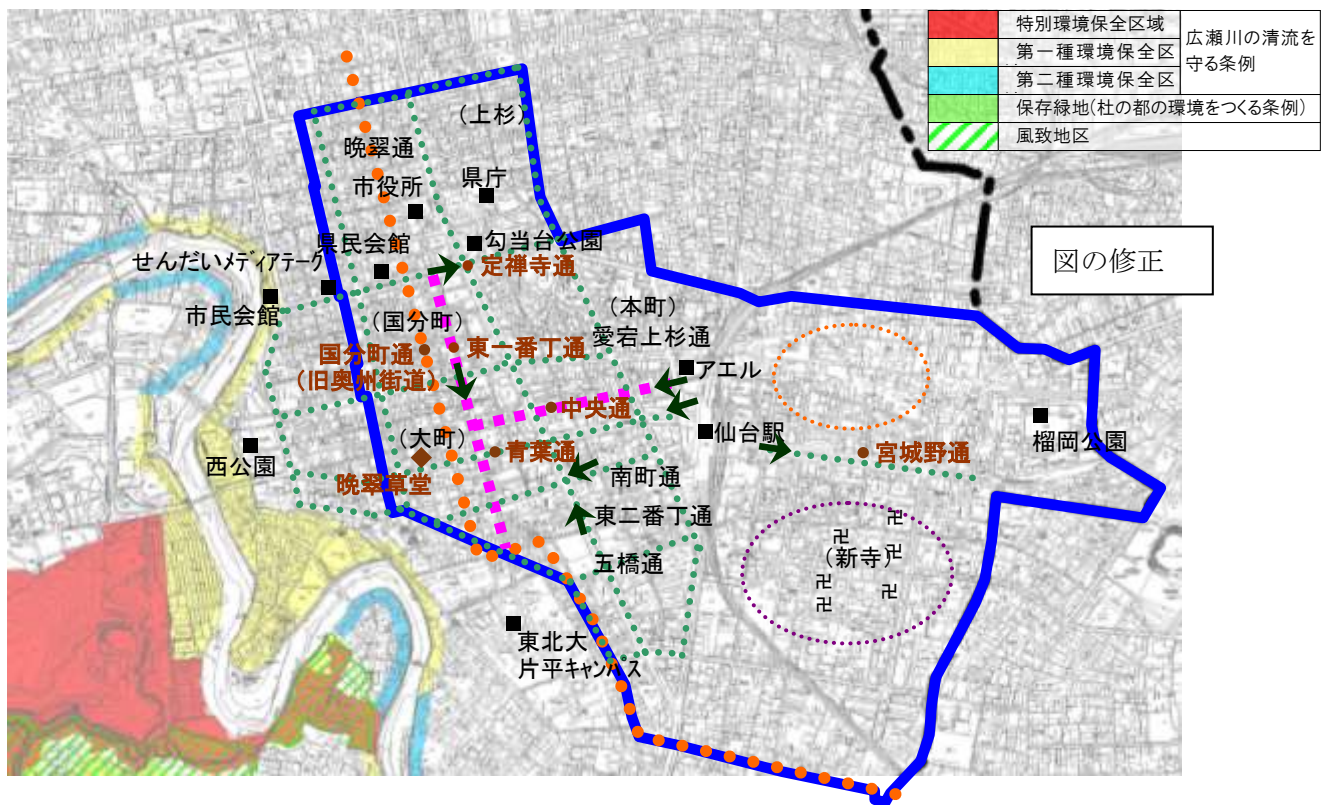 特別環境保全区域
第一種環境保全区
第二種環境保全区
広瀬川の清流を
守る条例
保存緑地(杜の都の環境をつくる条例)
風致地区
(上杉)
晩翠通
市役所
県庁
県民会館
勾当台公園
せんだいメディアテーク
定禅寺通
図の修正
市民会館
(国分町)
(本町)
愛宕上杉通
国分町通
(旧奥州街道)
東一番丁通
アエル
中央通
仙台駅
榴岡公園
(大町)
青葉通
宮城野通
西公園
晩翠草堂
南町通
東二番丁通
卍
卍
(新寺)
卍
五橋通
卍
卍
卍
東北大
片平キャンパス